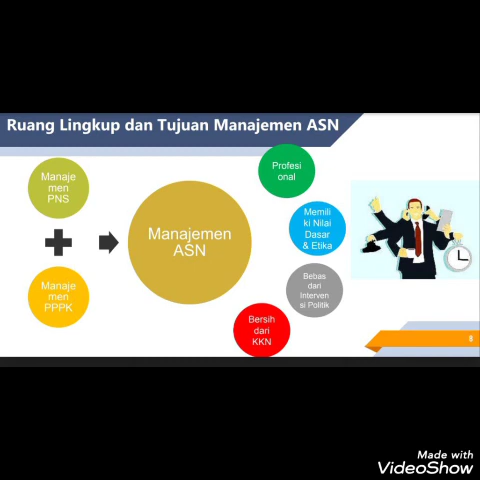 Ruang Lingkup dan Tujuan Manajemen ASN
Manaje
men
PNS
Manaje
men
PPPK
Manajemen
ASN
Profesi
onal
Memili
ki Nilai
Dasar
& Etika
Bebas
dari
Interven
si Politik
Bersih
dari
KKN
8
Made with
VideoShow